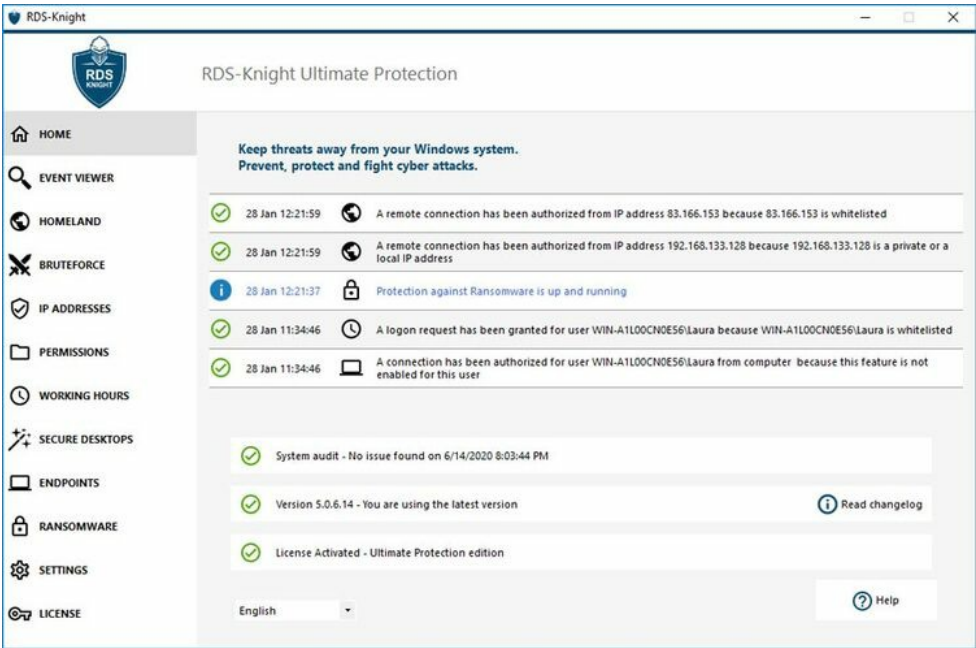 RDS-Knight
RDS
KNIGHT
RDS-Knight Ultimate Protection
HOME
EVENT VIEWER
HOMELAND
BRUTEFORCE
IP ADDRESSES
PERMISSIONS
WORKING HOURS
SECURE DESKTOPS
ENDPOINTS
RANSOMWARE
SETTINGS
LICENSE
Keep threats away from your Windows system.
Prevent, protect and fight cyber attacks.
28 Jan 12:21:59 A remote connection has been authorized from IP address 83.166.153 because 83.166.153 is whitelisted
28 Jan 12:21:59 A remote connection has been authorized from IP address 192.168.133.128 because 192.168.133.128 is a private or a
local IP address
28 Jan 12:21:37 Protection against Ransomware is up and running
28 Jan 11:34:46 A logon request has been granted for user WIN-A1L00CN0E56\Laura because WIN-A1L00CN0E56\Laura is whitelisted
28 Jan 11:34:46 A connection has been authorized for user WIN-A1L00CN0E56\Laura from computer because this feature is not
enabled for this user
System audit - No issue found on 6/14/2020 8:03:44 PM
Version 5.0.6.14 - You are using the latest version
Read changelog
License Activated - Ultimate Protection edition
English
Help